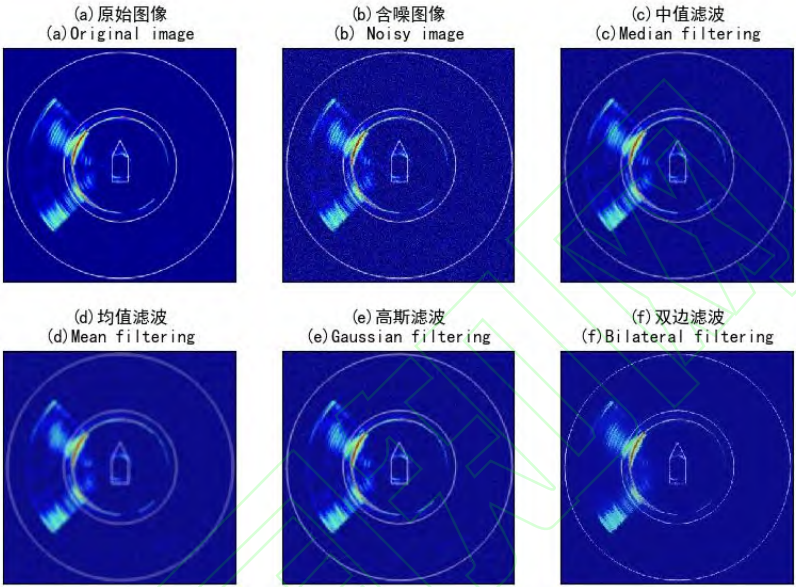 (a)原始图像
(a)Original image
(b)含噪图像
(b) Noisy image
(c)中值滤波
(c)Median filtering
(d)均值滤波
(d)Mean filtering
(e)高斯滤波
(e)Gaussian filtering
(f)双边滤波
(f)Bilateral filtering